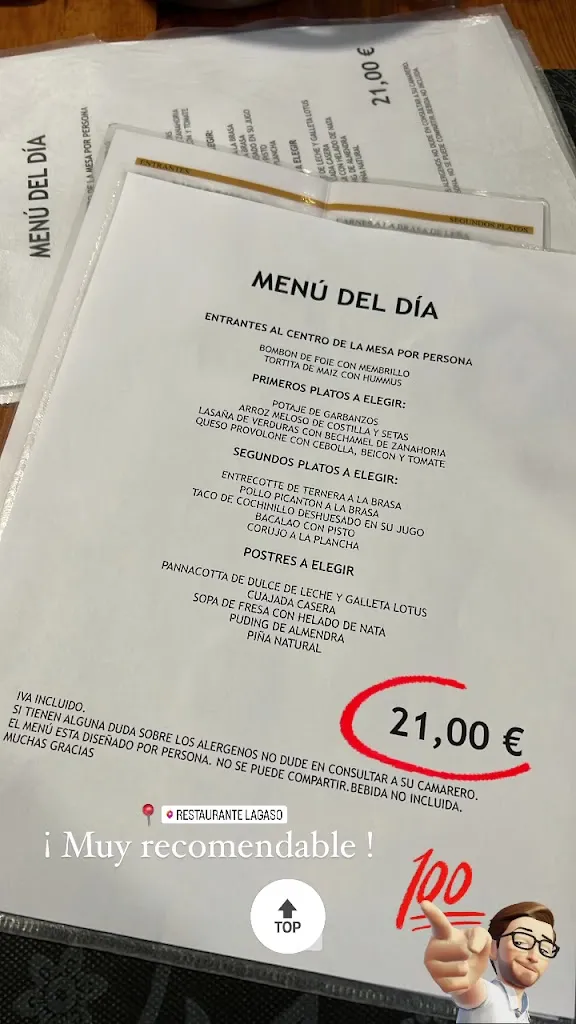 21,00 €
MENÚ DEL DÍA
ENTRANTES
SEGUNDOS PLATOS
MENÚ DEL DÍA
ENTRANTES AL CENTRO DE LA MESA POR PERSONA
BOMBON DE FOIE CON MEMBRILLO
TORTITA DE MAIZ CON HUMMUS
PRIMEROS PLATOS A ELEGIR:
POTAJE DE GARBANZOS
ARROZ MELOSO DE COSTILLA Y SETAS
LASAÑA DE VERDURAS CON BECHAMEL DE ZANAHORIA
QUESO PROVOLONE CON CEBOLLA, BEICON Y TOMATE
SEGUNDOS PLATOS A ELEGIR:
ENTRECOTTE DE TERNERA A LA BRASA
POLLO PICANTON A LA BRASA
TACO DE COCHINILLO DESHUESADO EN SU JUGO
BACALAO CON PISTO
CORUJO A LA PLANCHA
POSTRES A ELEGIR
PANNACOTTA DE DULCE DE LECHE Y GALLETA LOTUS
CUAJADA CASERA
SOPA DE FRESA CON HELADO DE NATA
PUDING DE ALMENDRA
PIÑA NATURAL
21,00 €
IVA INCLUIDO.
SI TIENEN ALGUNA DUDA SOBRE LOS ALERGENOS NO DUDE EN CONSULTAR A SU CAMARERO.
EL MENÚ ESTA DISEÑADO POR PERSONA. NO SE PUEDE COMPARTIR.BEBIDA NO INCLUIDA.
MUCHAS GRACIAS
RESTAURANTE LAGASO
¡ Muy recomendable !
100
TOP